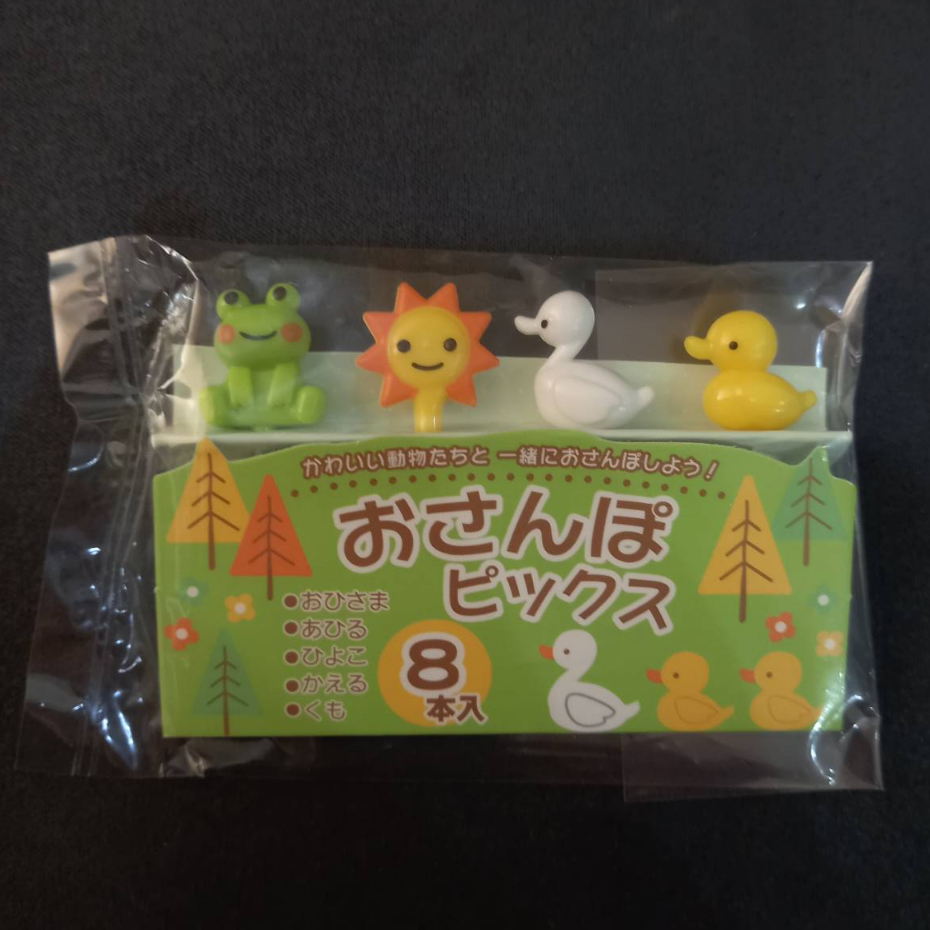 かわいい動物たちと 一緒におさんぽしよう!
おさんぽ
ピックス
●おひさま
●あひる
●ひよこ
●かえる
●くも
8
本入